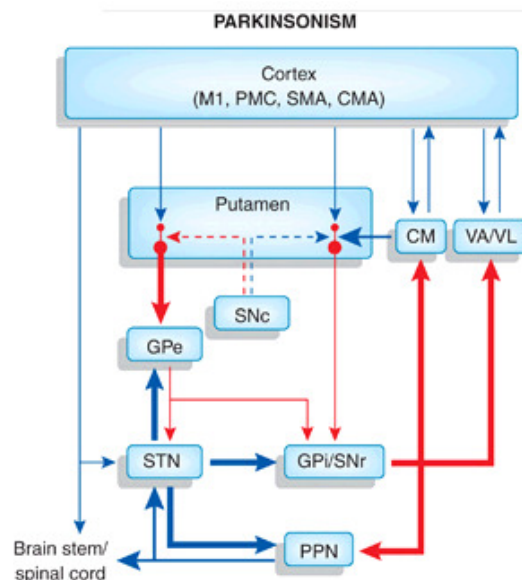 PARKINSONISM
Cortex
(M1, PMC, SMA, CMA)
Putamen
CM
VA/VL
SNc
GPe
STN
GPi/SNr
Brain stem/
spinal cord
PPN